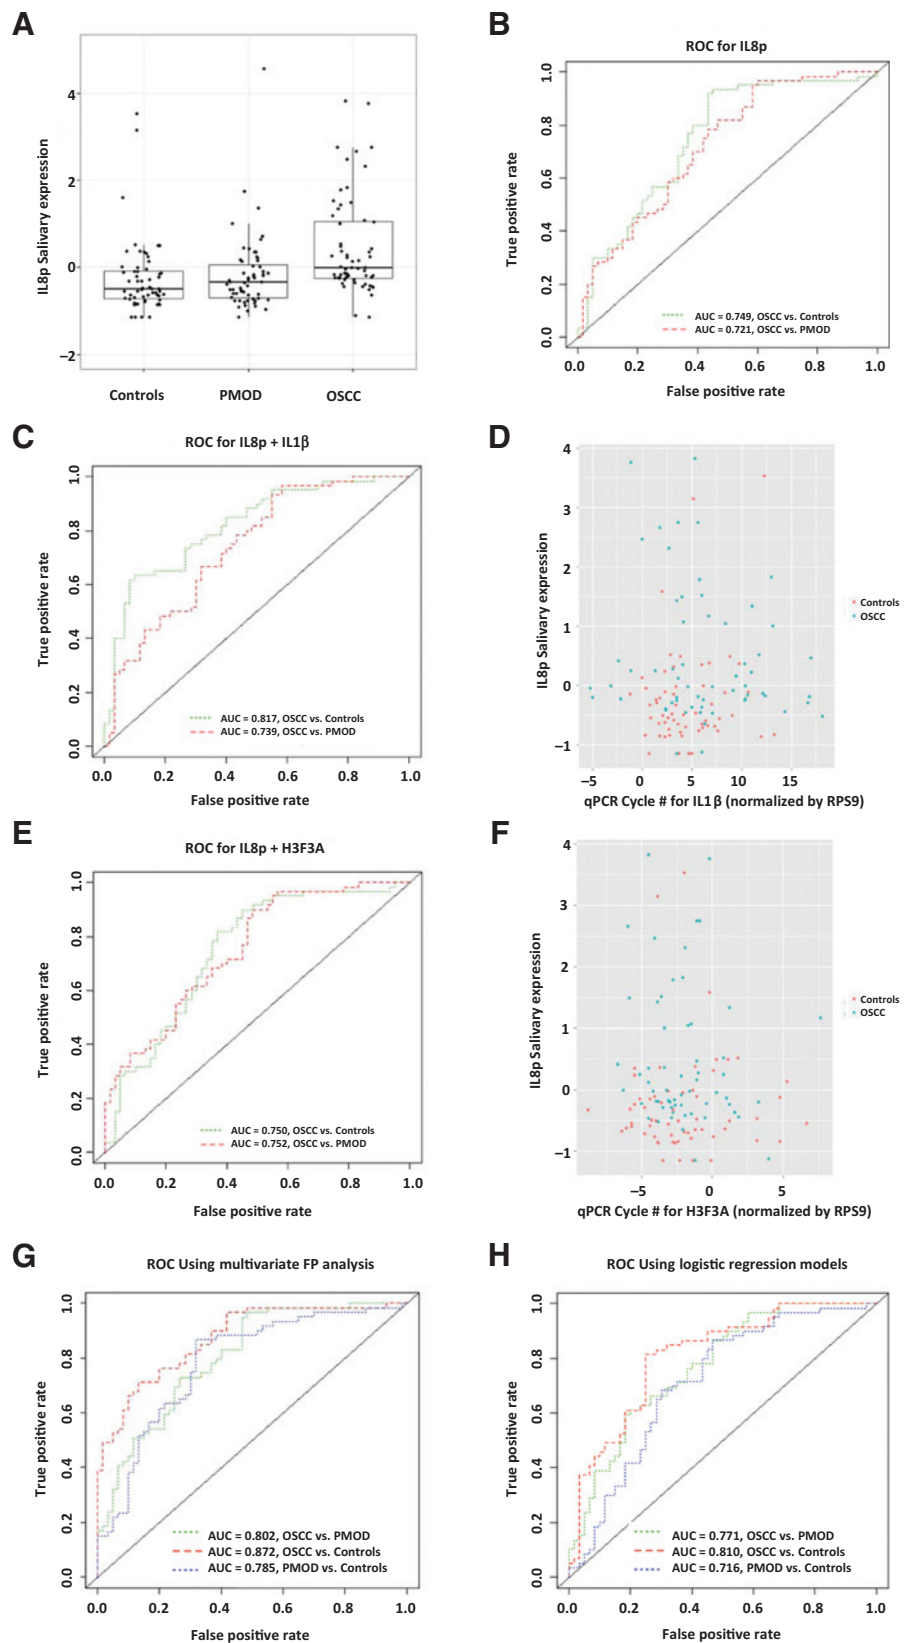 A
IL8p Salivary expression
4
2
0
−2
Controls PMOD OSCC
B
ROC for IL8p
True positive rate
1.0
0.8
0.6
0.4
0.2
0.0
AUC = 0.749, OSCC vs. Controls
AUC = 0.721, OSCC vs. PMOD
0.0 0.2 0.4 0.6 0.8 1.0
False positive rate
C
ROC for IL8p + IL1β
True positive rate
1.0
0.8
0.6
0.4
0.2
0.0
AUC = 0.817, OSCC vs. Controls
AUC = 0.739, OSCC vs. PMOD
0.0 0.2 0.4 0.6 0.8 1.0
False positive rate
D
IL8p Salivary expression
4
3
2
1
0
−1
Controls
OSCC
−5 0 5 10 15
qPCR Cycle # for IL1β (normalized by RPS9)
E
ROC for IL8p + H3F3A
True positive rate
1.0
0.8
0.6
0.4
0.2
0.0
AUC = 0.750, OSCC vs. Controls
AUC = 0.752, OSCC vs. PMOD
0.0 0.2 0.4 0.6 0.8 1.0
False positive rate
F
IL8p Salivary expression
4
3
2
1
0
−1
Controls
OSCC
−5 0 5
qPCR Cycle # for H3F3A (normalized by RPS9)
G
ROC Using multivariate FP analysis
True positive rate
1.0
0.8
0.6
0.4
0.2
0.0
AUC = 0.802, OSCC vs. PMOD
AUC = 0.872, OSCC vs. Controls
AUC = 0.785, PMOD vs. Controls
0.0 0.2 0.4 0.6 0.8 1.0
False positive rate
H
ROC Using logistic regression models
True positive rate
1.0
0.8
0.6
0.4
0.2
0.0
AUC = 0.771, OSCC vs. PMOD
AUC = 0.810, OSCC vs. Controls
AUC = 0.716, PMOD vs. Controls
0.0 0.2 0.4 0.6 0.8 1.0
False positive rate